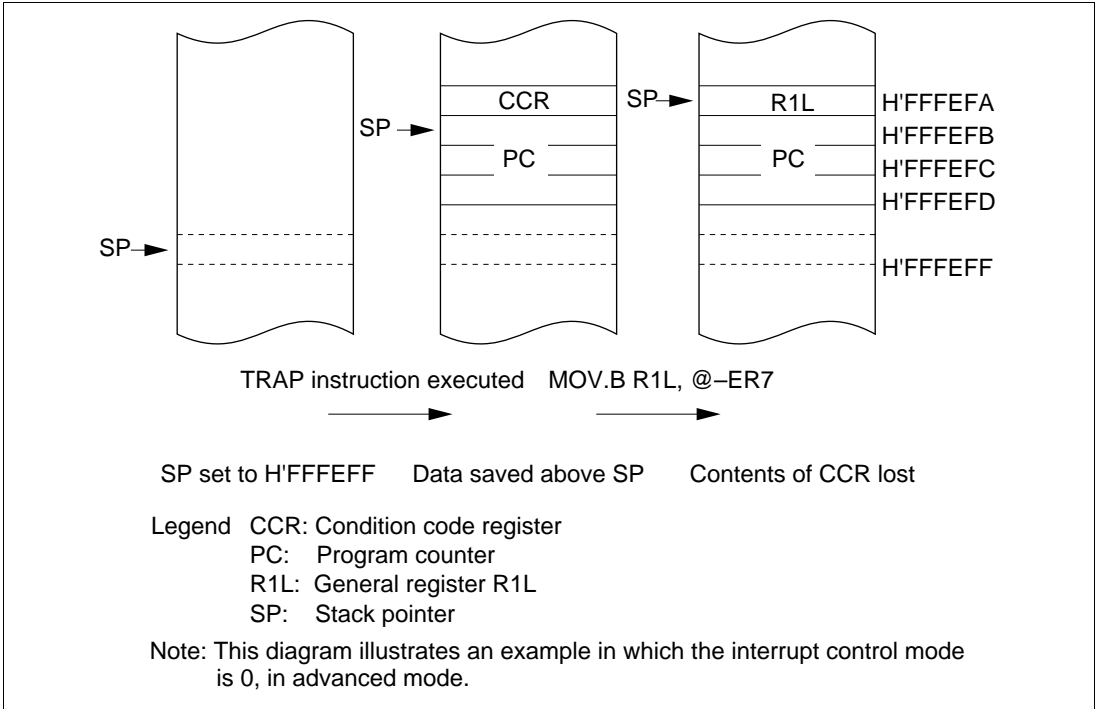 CCR SP R1L H'FFFEFA
SP H'FFFEFB
PC PC H'FFFEFC
H'FFFEFD
SP
H'FFFEFF
TRAP instruction executed MOV.B R1L, @–ER7
SP set to H'FFFEFF Data saved above SP Contents of CCR lost
Legend CCR: Condition code register
PC: Program counter
R1L: General register R1L
SP: Stack pointer
Note: This diagram illustrates an example in which the interrupt control mode
is 0, in advanced mode.